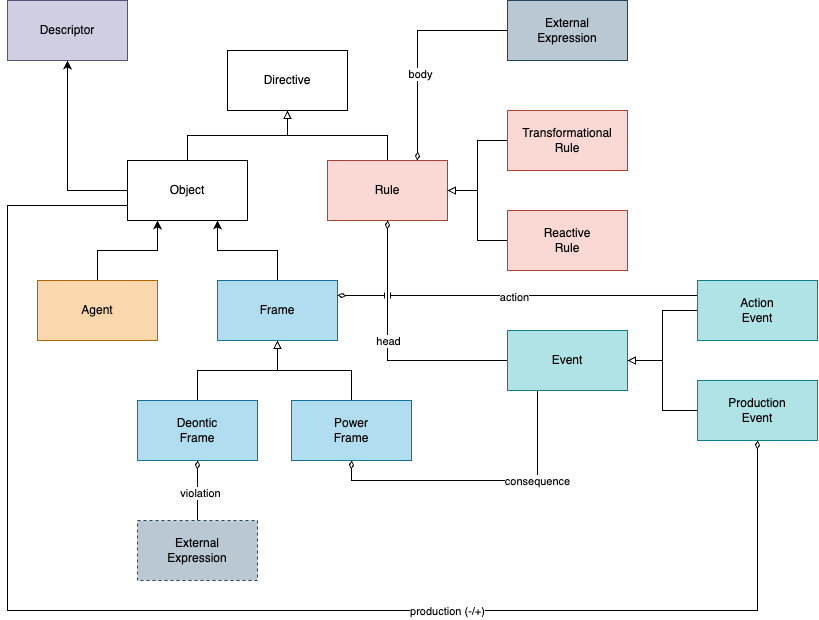 Descriptor
External
Expression
Directive
body
Transformational
Rule
Object
Rule
Reactive
Rule
Agent
Frame
action
Action
Event
head
Event
Deontic
Frame
Power
Frame
Production
Event
consequence
violation
External
Expression
production (-/+)